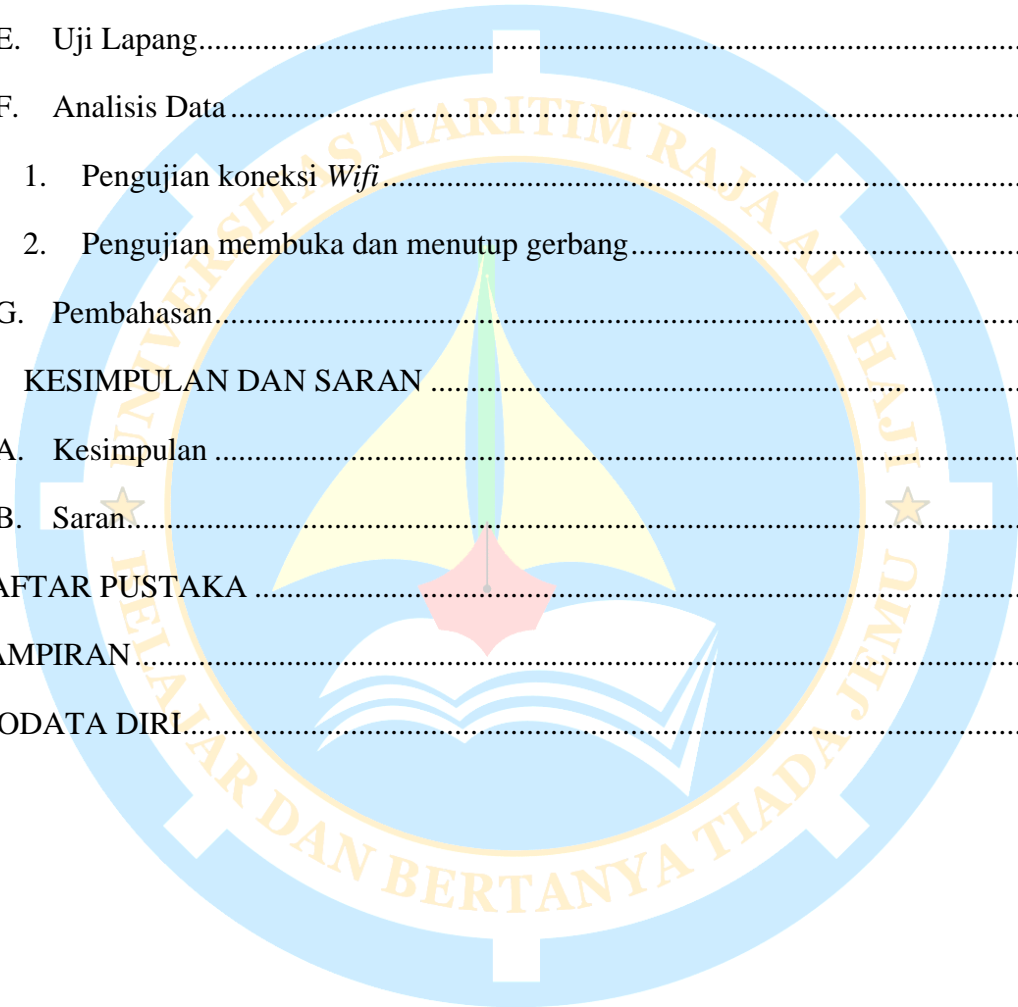 E. Uji Lapang......................................................................................................
F. Analisis Data..................................................................................................
1. Pengujian koneksi Wifi................................................................................
2. Pengujian membuka dan menutup gerbang.................................................
G. Pembahasan....................................................................................................
KESIMPULAN DAN SARAN..........................................................................
A. Kesimpulan....................................................................................................
B. Saran...............................................................................................................
AFTAR PUSTAKA................................................................................................
AMPIRAN..............................................................................................................
ODATA DIRI.........................................................................................................
UNIVERSITAS MARITIM RAJA ALI HAJI
BELAJAR DAN BERTANYA TIADA JEMU